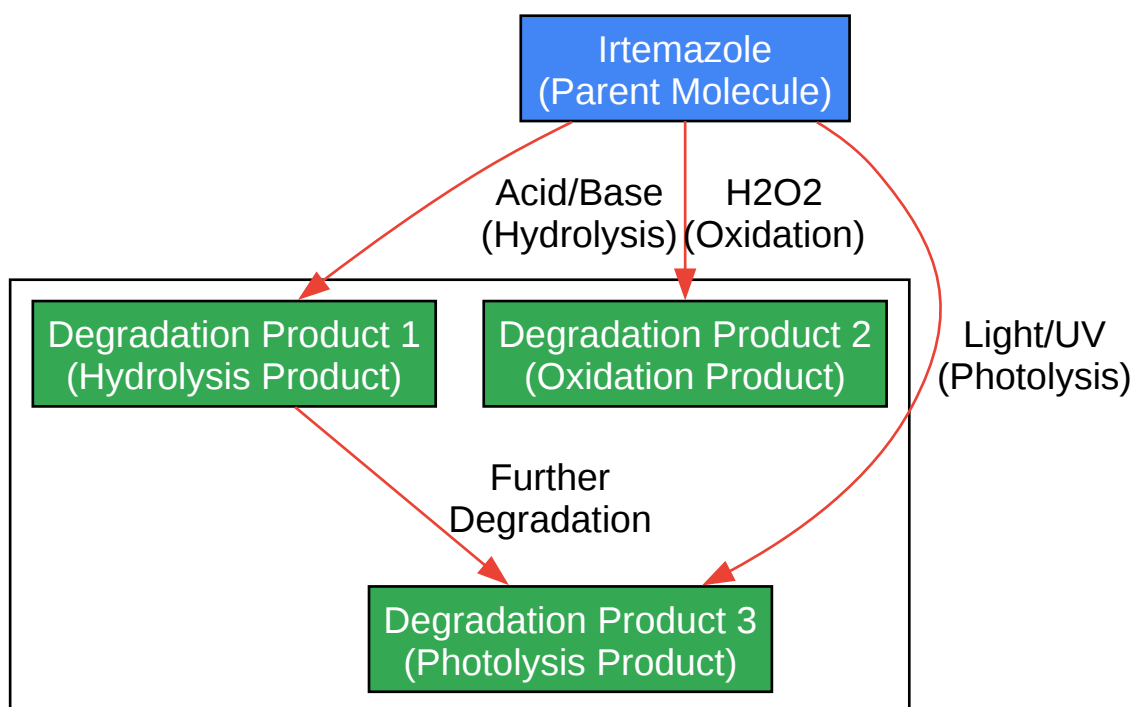 Irtemazole
(Parent Molecule)
Acid/Base
(Hydrolysis)
H2O2
(Oxidation)
Degradation Product 1
(Hydrolysis Product)
Degradation Product 2
(Oxidation Product)
Light/UV
(Photolysis)
Further
Degradation
Degradation Product 3
(Photolysis Product)